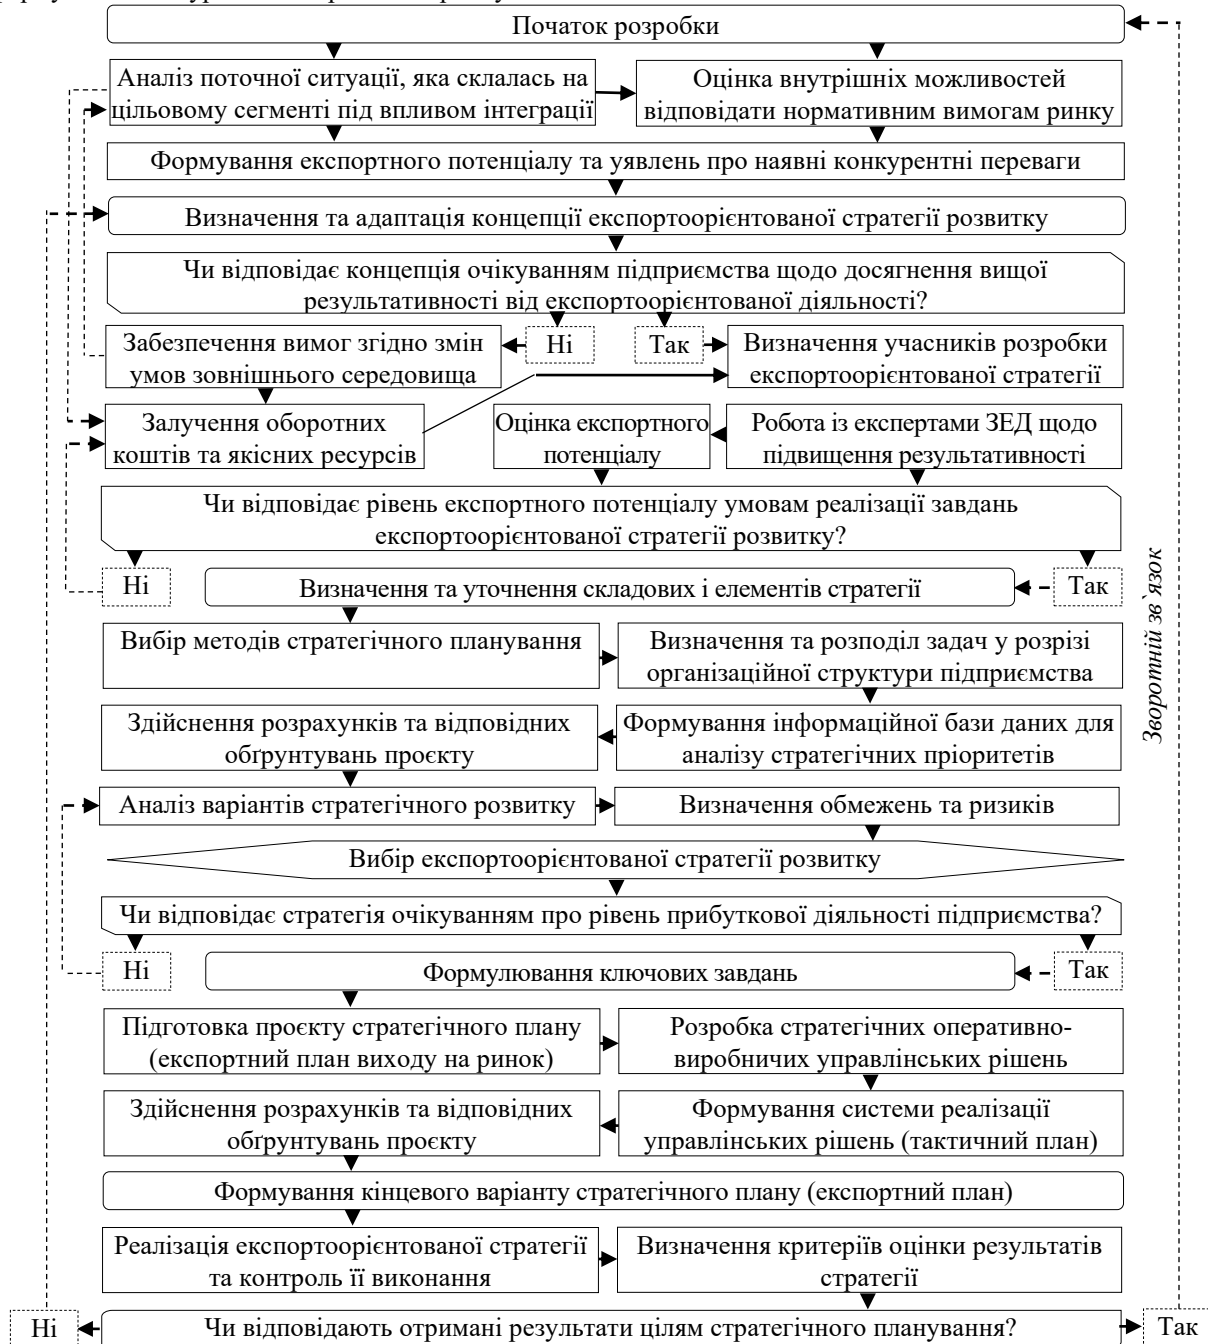 Початок розробки
Аналіз поточної ситуації, яка склалась на
цільовому сегменті під впливом інтеграції
Оцінка внутрішніх можливостей
відповідати нормативним вимогам ринку
Формування експортного потенціалу та уявлень про наявні конкурентні переваги
Визначення та адаптація концепції експортоорієнтованої стратегії розвитку
Чи відповідає концепція очікуванням підприємства щодо досягнення вищої
результативності від експортоорієнтованої діяльності?
Ні
Так
Забезпечення вимог згідно змін
умов зовнішнього середовища
Визначення учасників розробки
експортоорієнтованої стратегії
Залучення оборотних
коштів та якісних ресурсів
Оцінка експортного
потенціалу
Робота із експертами ЗЕД щодо
підвищення результативності
Чи відповідає рівень експортного потенціалу умовам реалізації завдань
експортоорієнтованої стратегії розвитку?
Ні
Визначення та уточнення складових і елементів стратегії
Так
Вибір методів стратегічного планування
Визначення та розподіл задач у розрізі
організаційної структури підприємства
Здійснення розрахунків та відповідних
обґрунтувань проєкту
Формування інформаційної бази даних для
аналізу стратегічних пріоритетів
Аналіз варіантів стратегічного розвитку
Визначення обмежень та ризиків
Вибір експортоорієнтованої стратегії розвитку
Чи відповідає стратегія очікуванням про рівень прибуткової діяльності підприємства?
Ні
Формулювання ключових завдань
Так
Підготовка проєкту стратегічного плану
(експортний план виходу на ринок)
Розробка стратегічних оперативно-
виробничих управлінських рішень
Здійснення розрахунків та відповідних
обґрунтувань проєкту
Формування системи реалізації
управлінських рішень (тактичний план)
Формування кінцевого варіанту стратегічного плану (експортний план)
Реалізація експортоорієнтованої стратегії
та контроль її виконання
Визначення критеріїв оцінки результатів
стратегії
Ні
Чи відповідають отримані результати цілям стратегічного планування?
Так
Зворотній зв`язок